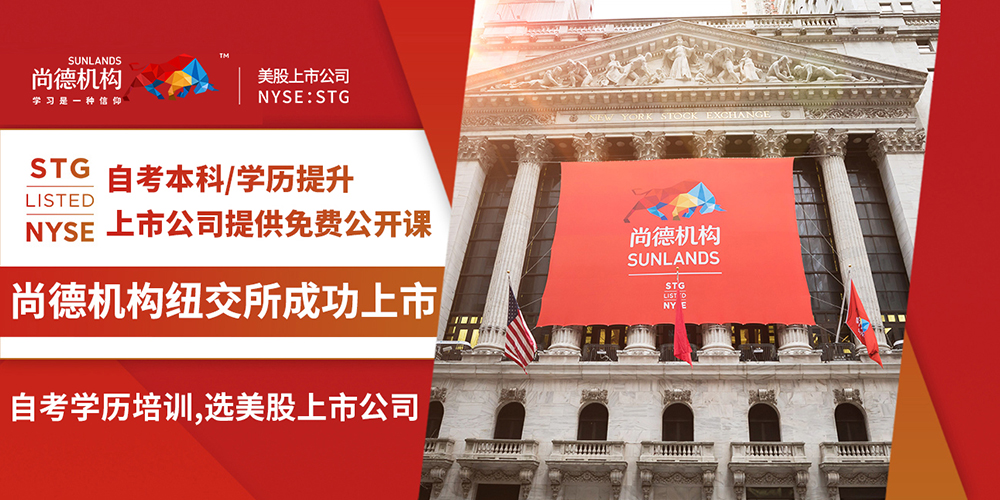 SUNLANDS
尚德机构
学习是一种信仰
TM
美股上市公司
NYSE:STG
STG
LISTED
NYSE
自考本科/学历提升
上市公司提供免费公开课
尚德机构纽交所成功上市
自考学历培训,选美股上市公司
NEW YORK STOCK EXCHANGE
尚德机构
SUNLANDS
STG
LISTED
NYSE